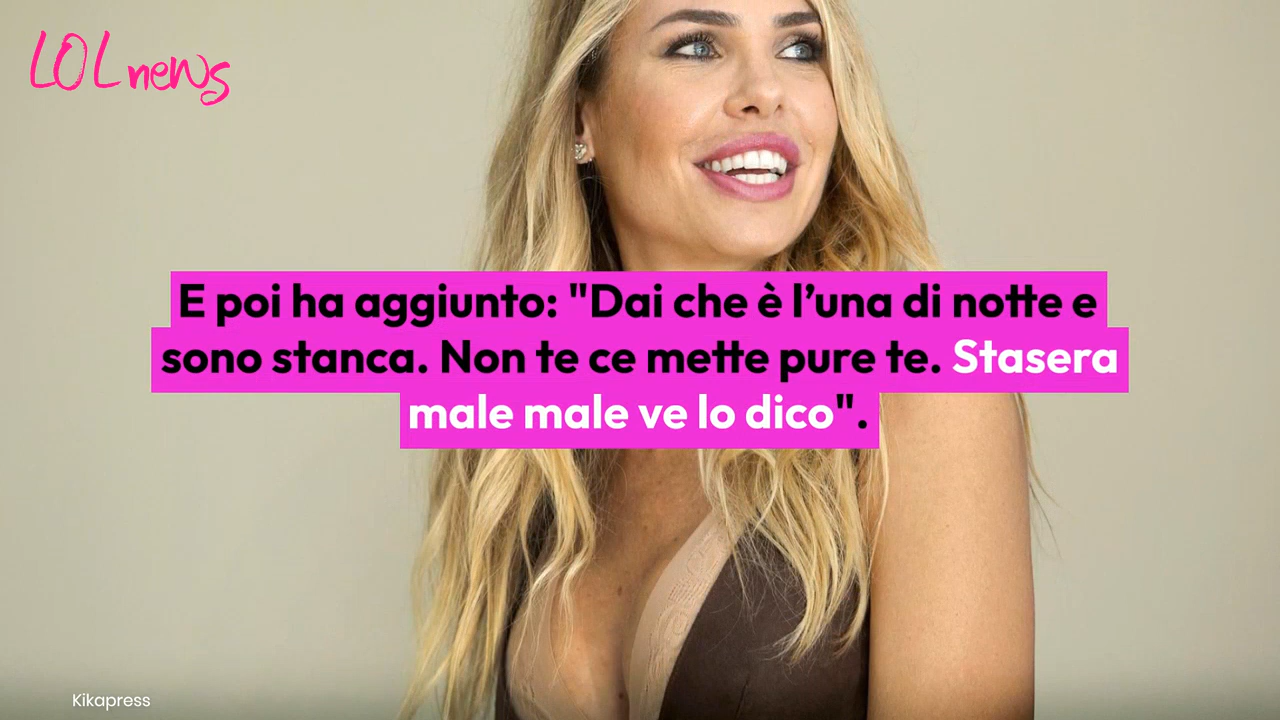 LOL news
E poi ha aggiunto: "Dai che è l’una di notte e
sono stanca. Non te ce mette pure te. Stasera
male male ve lo dico".
Kikapress